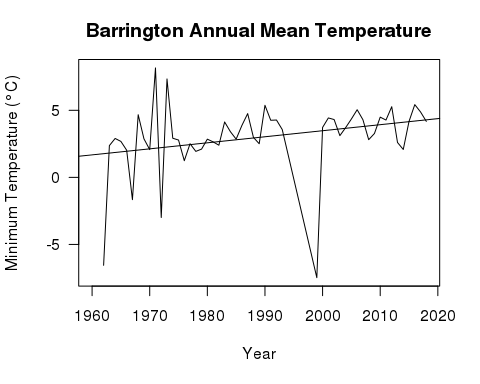 Barrington Annual Mean Temperature
Minimum Temperature (°C)
5
0
-5
1960 1970 1980 1990 2000 2010 2020
Year